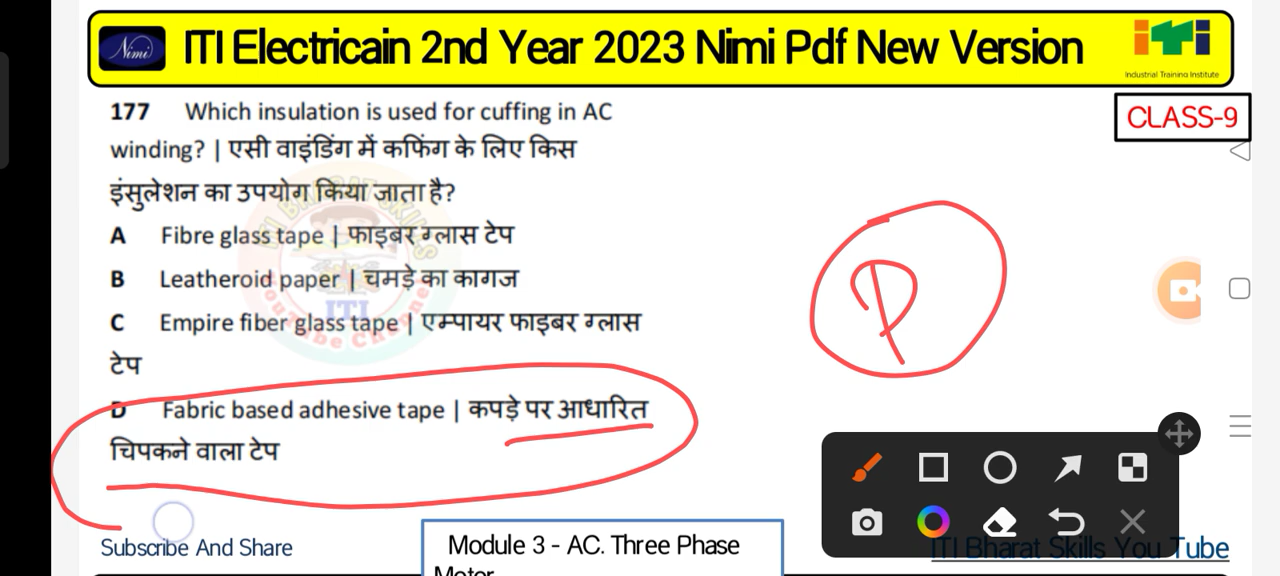 Nimi ITI Electricain 2nd Year 2023 Nimi Pdf New Version
Industrial Training Institute
CLASS-9
177 Which insulation is used for cuffing in AC
winding? | एसी वाइंडिंग में कफिंग के लिए किस
इंसुलेशन का उपयोग किया जाता है?
A Fibre glass tape | फाइबर ग्लास टेप
B Leatheroid paper | चमड़े का कागज
C Empire fiber glass tape | एम्पायर फाइबर ग्लास
टेप
D Fabric based adhesive tape | कपड़े पर आधारित
चिपकने वाला टेप
Subscribe And Share
Module 3 - AC. Three Phase
Motor
ITI Bharat Skills You Tube